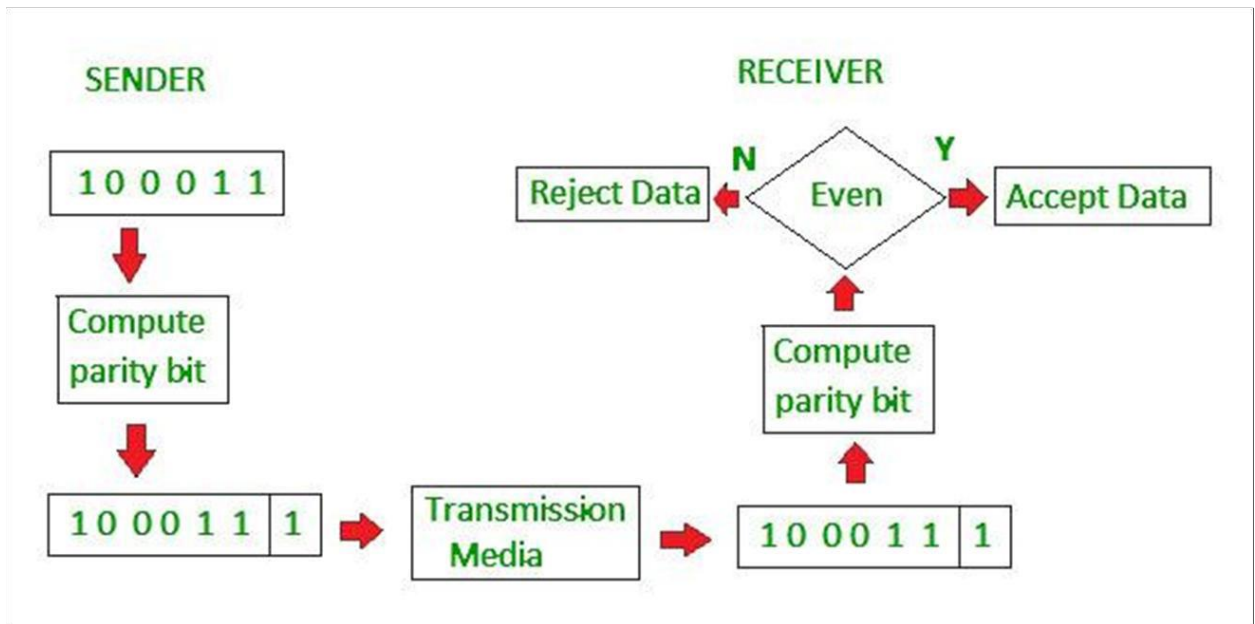 SENDER
1 0 0 0 1 1
Compute
parity bit
1 0 0 0 1 1 1
Transmission
Media
RECEIVER
1 0 0 0 1 1 1
Compute
parity bit
Even
N
Y
Reject Data
Accept Data